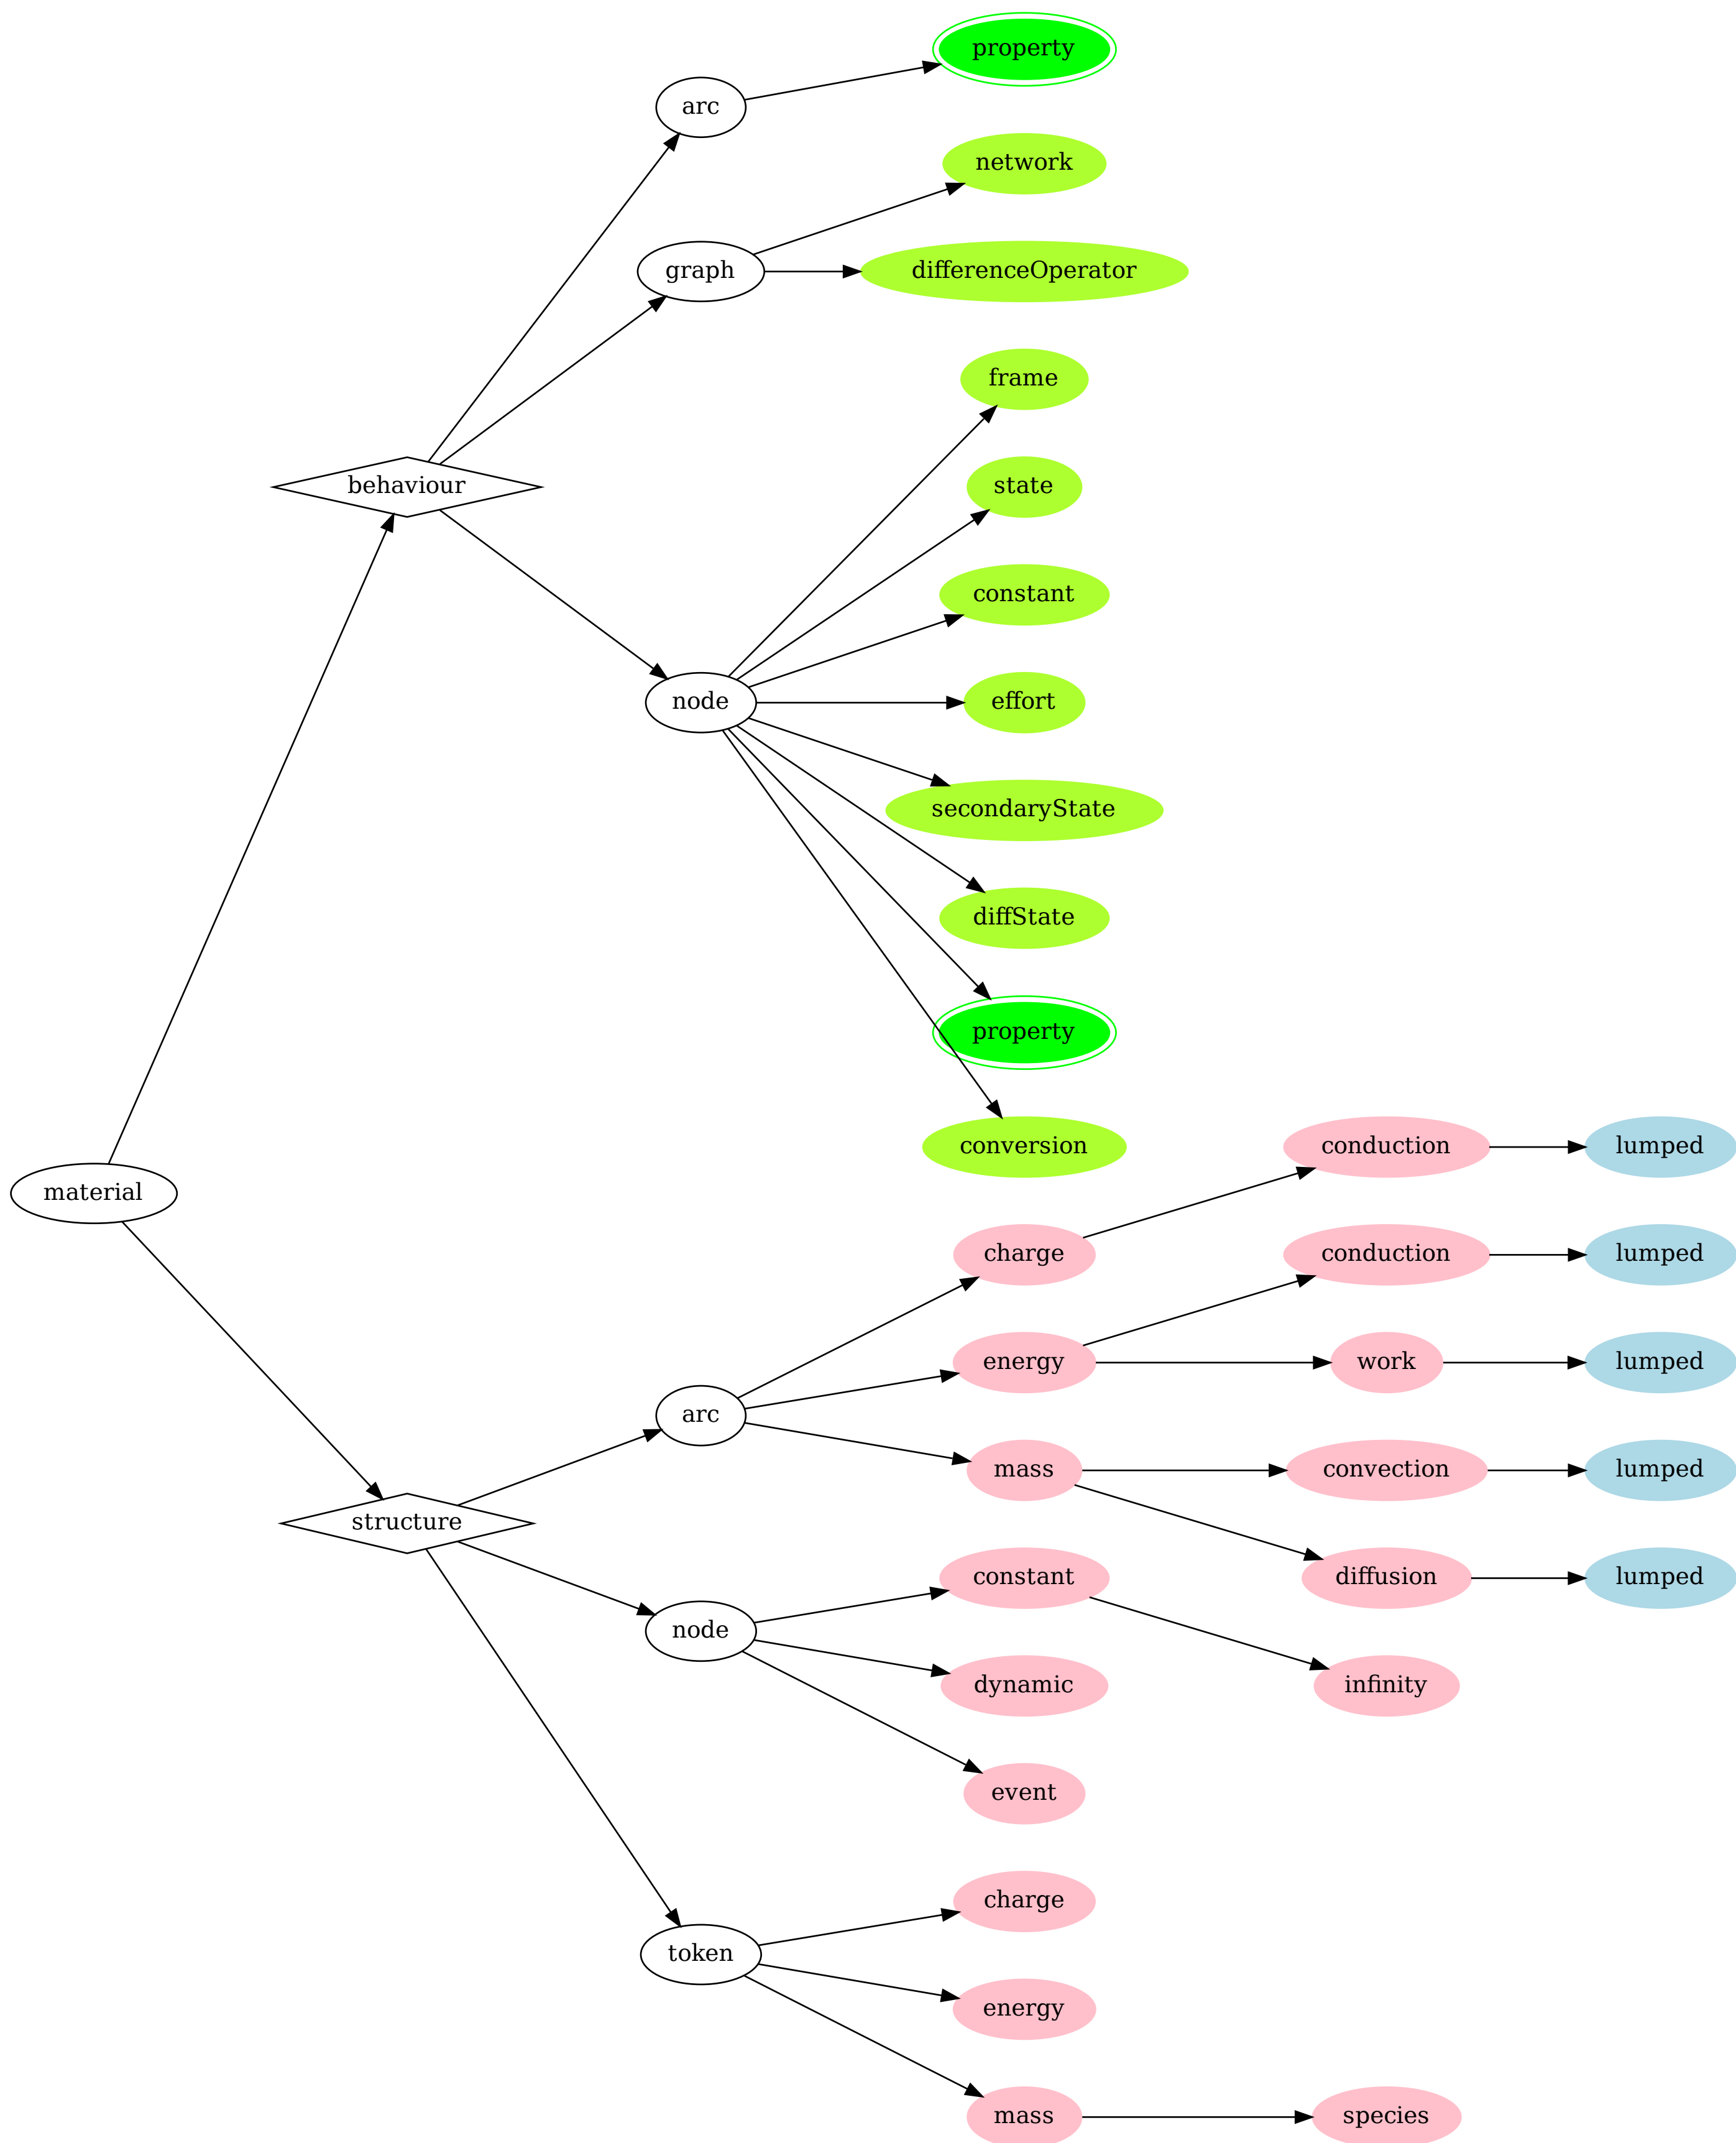 property
arc
network
graph
differenceOperator
frame
behaviour
state
constant
node
effort
secondaryState
diffState
property
conversion
conduction
lumped
material
charge
conduction
lumped
energy
work
lumped
arc
mass
convection
lumped
structure
constant
diffusion
lumped
node
dynamic
infinity
event
charge
token
energy
mass
species